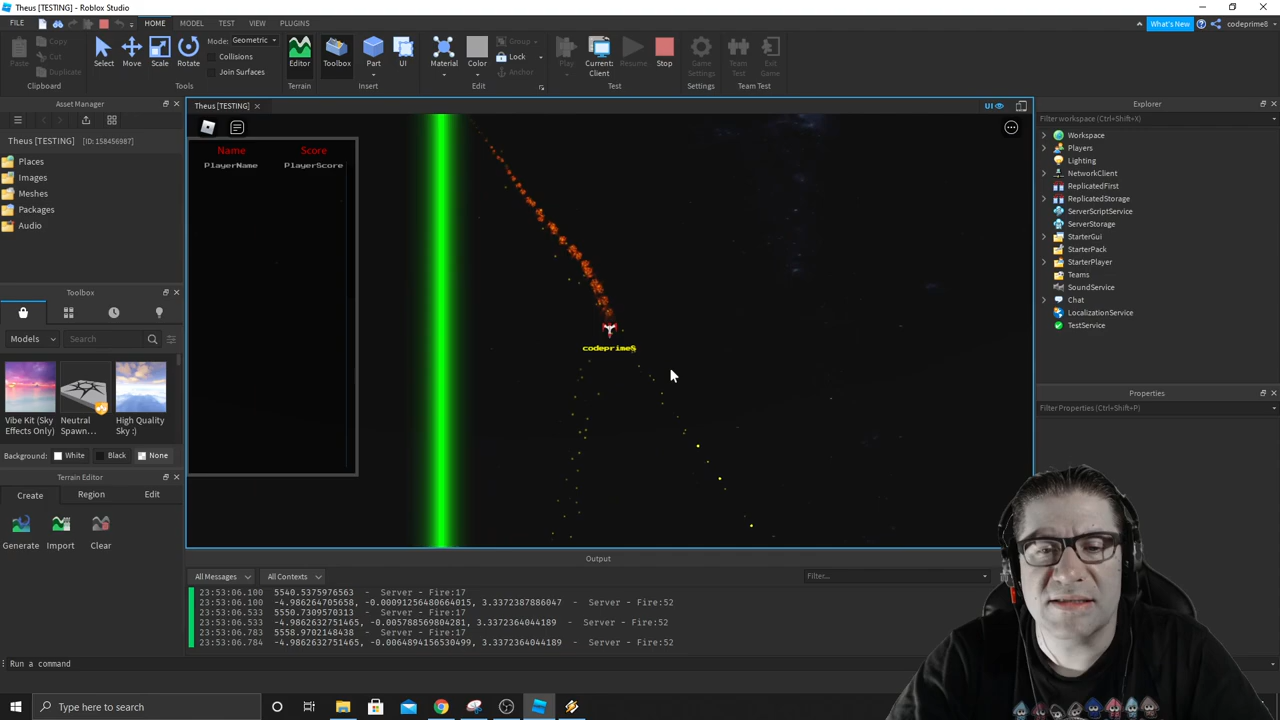 Theus [TESTING] - Roblox Studio
FILE HOME MODEL TEST VIEW PLUGINS What's New codeprime8
Paste Copy Cut Duplicate Select Move Scale Rotate Mode: Geometric Collisions Join Surfaces Editor Toolbox Part UI Material Color Group Lock Anchor Play Current: Client Resume Stop Game Settings Team Test Exit Game
Clipboard Tools Terrain Insert Edit Test Settings Team Test
Asset Manager
Theus [TESTING] [ID:158456987]
Places
Images
Meshes
Packages
Audio
Toolbox
Models Search
Vibe Kit (Sky Effects Only) Neutral Spawn... High Quality Sky :)
Background: White Black None
Terrain Editor
Create Region Edit
Generate Import Clear
Theus [TESTING] UI
Name Score
PlayerName PlayerScore
codeprime8
Output
All Messages All Contexts Filter...
23:53:06.100 5540.5375976563 - Server - Fire:17
23:53:06.100 -4.986264705658, -0.00091256480664015, 3.3372387886047 - Server - Fire:52
23:53:06.533 5550.7309570313 - Server - Fire:17
23:53:06.533 -4.9862632751465, -0.005788569804281, 3.3372364044189 - Server - Fire:52
23:53:06.783 5558.9702148438 - Server - Fire:17
23:53:06.784 -4.9862632751465, -0.0064894156530499, 3.3372364044189 - Server - Fire:52
Run a command
Explorer
Filter workspace (Ctrl+Shift+X)
Workspace
Players
Lighting
NetworkClient
ReplicatedFirst
ReplicatedStorage
ServerScriptService
ServerStorage
StarterGui
StarterPack
StarterPlayer
Teams
SoundService
Chat
LocalizationService
TestService
Properties
Filter Properties (Ctrl+Shift+P)
Type here to search